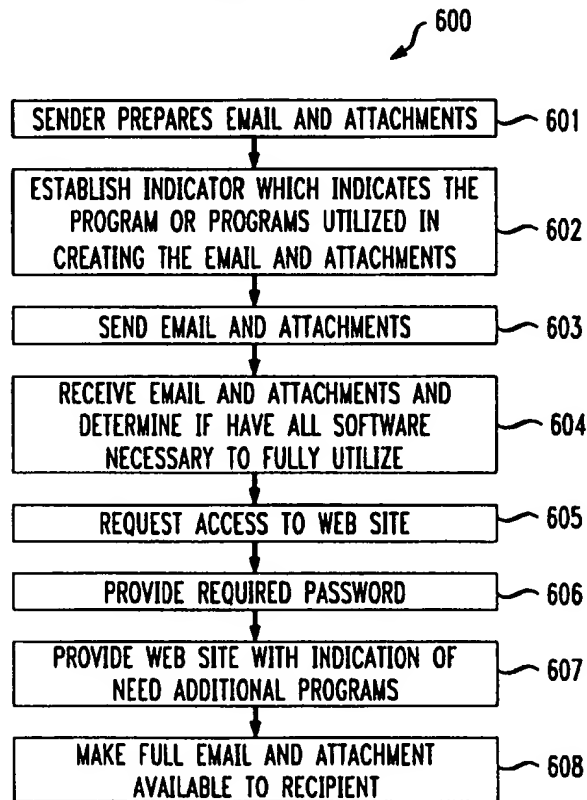 600
SENDER PREPARES EMAIL AND ATTACHMENTS
601
ESTABLISH INDICATOR WHICH INDICATES THE
PROGRAM OR PROGRAMS UTILIZED IN
CREATING THE EMAIL AND ATTACHMENTS
602
SEND EMAIL AND ATTACHMENTS
603
RECEIVE EMAIL AND ATTACHMENTS AND
DETERMINE IF HAVE ALL SOFTWARE
NECESSARY TO FULLY UTILIZE
604
REQUEST ACCESS TO WEB SITE
605
PROVIDE REQUIRED PASSWORD
606
PROVIDE WEB SITE WITH INDICATION OF
NEED ADDITIONAL PROGRAMS
607
MAKE FULL EMAIL AND ATTACHMENT
AVAILABLE TO RECIPIENT
608